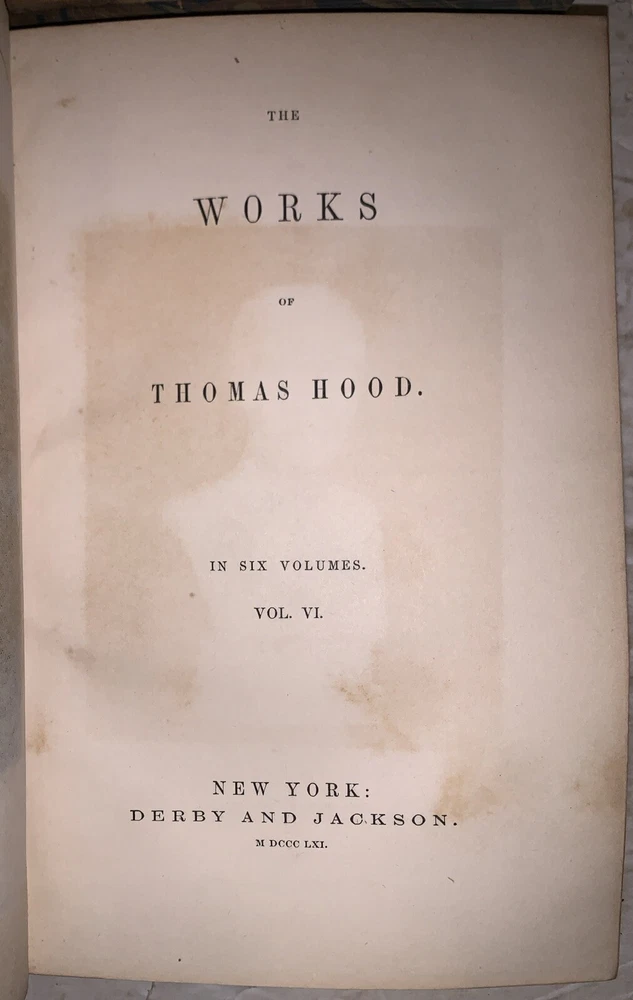 THE
WORKS
OF
THOMAS HOOD.
IN SIX VOLUMES.
VOL. VI.
NEW YORK:
DERBY AND JACKSON.
M DCCC LXI.